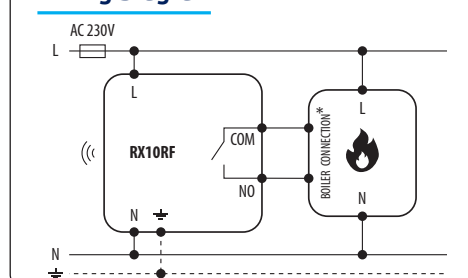 AC 230V
L
L
L
RX10RF
COM
NO
BOILER CONNECTION*
N
N
N